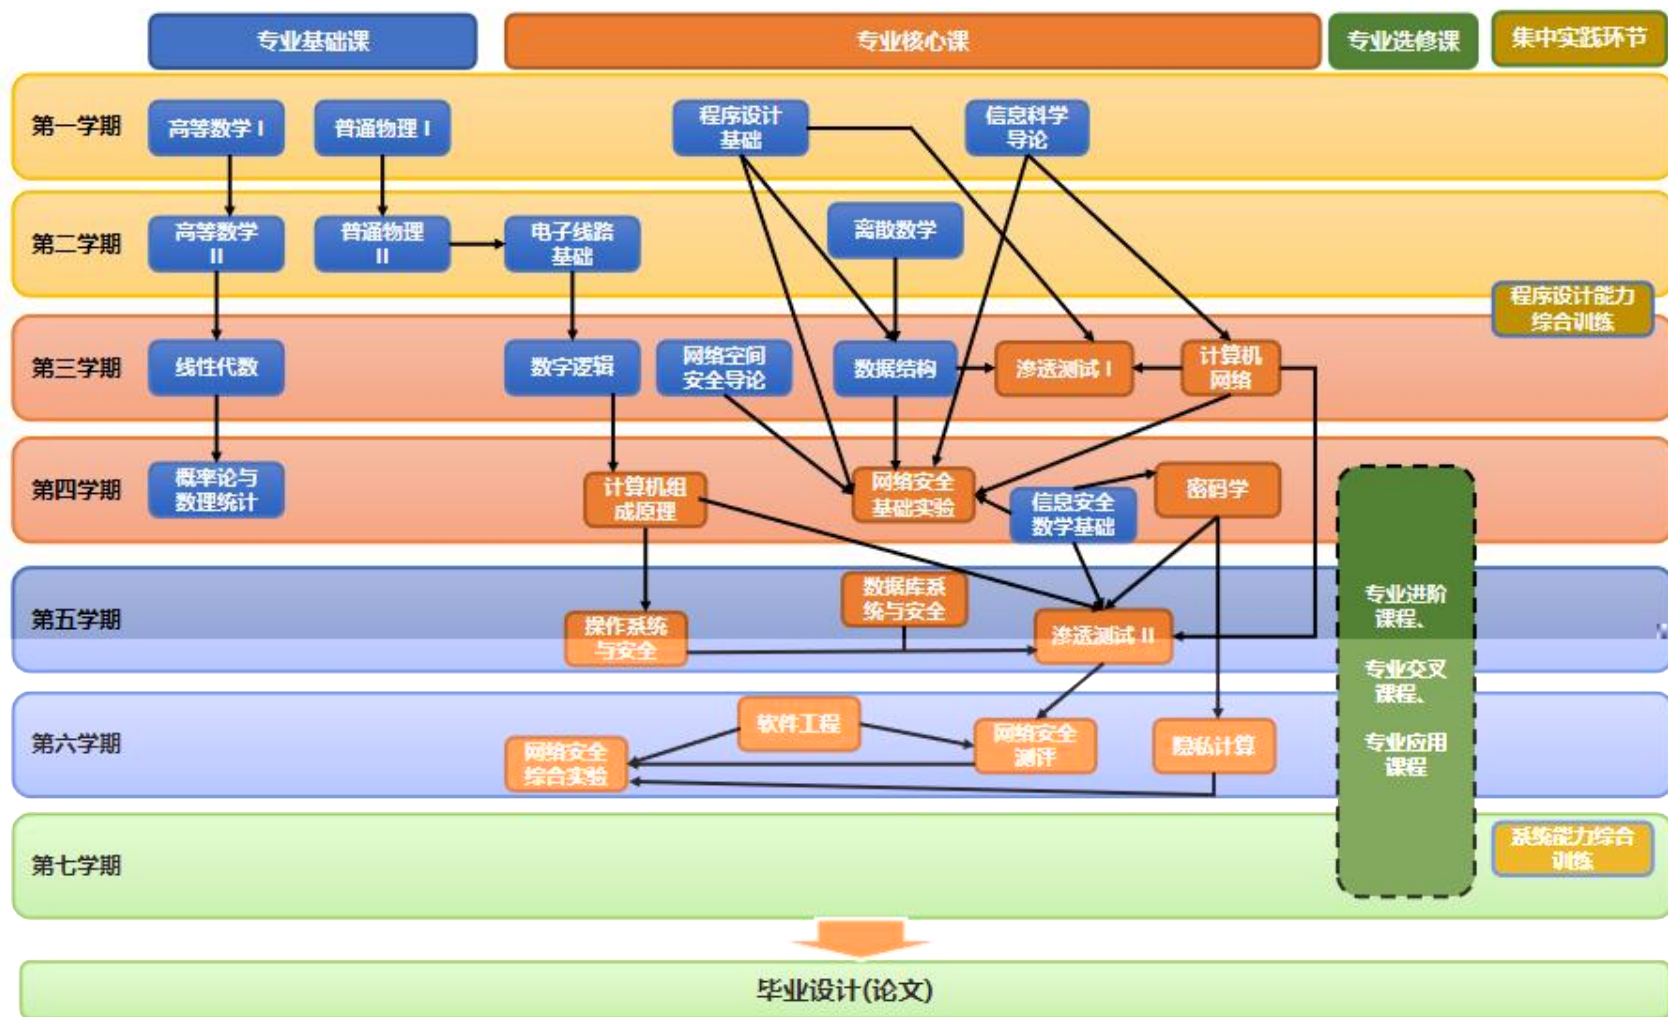 专业基础课
专业核心课
专业选修课
集中实践环节
第一学期
高等数学 I
普通物理 I
程序设计
基础
信息科学
导论
第二学期
高等数学
II
普通物理
II
电子线路
基础
离散数学
程序设计能力
综合训练
第三学期
线性代数
数字逻辑
网络空间
安全导论
数据结构
渗透测试 I
计算机
网络
第四学期
概率论与
数理统计
计算机组
成原理
网络安全
基础实验
信息安全
数学基础
密码学
第五学期
操作系统
与安全
数据库系
统与安全
渗透测试 II
专业进阶
课程、
专业交叉
课程、
专业应用
课程
第六学期
网络安全
综合实验
软件工程
网络安全
测评
隐私计算
第七学期
系统能力综合
训练
毕业设计(论文)